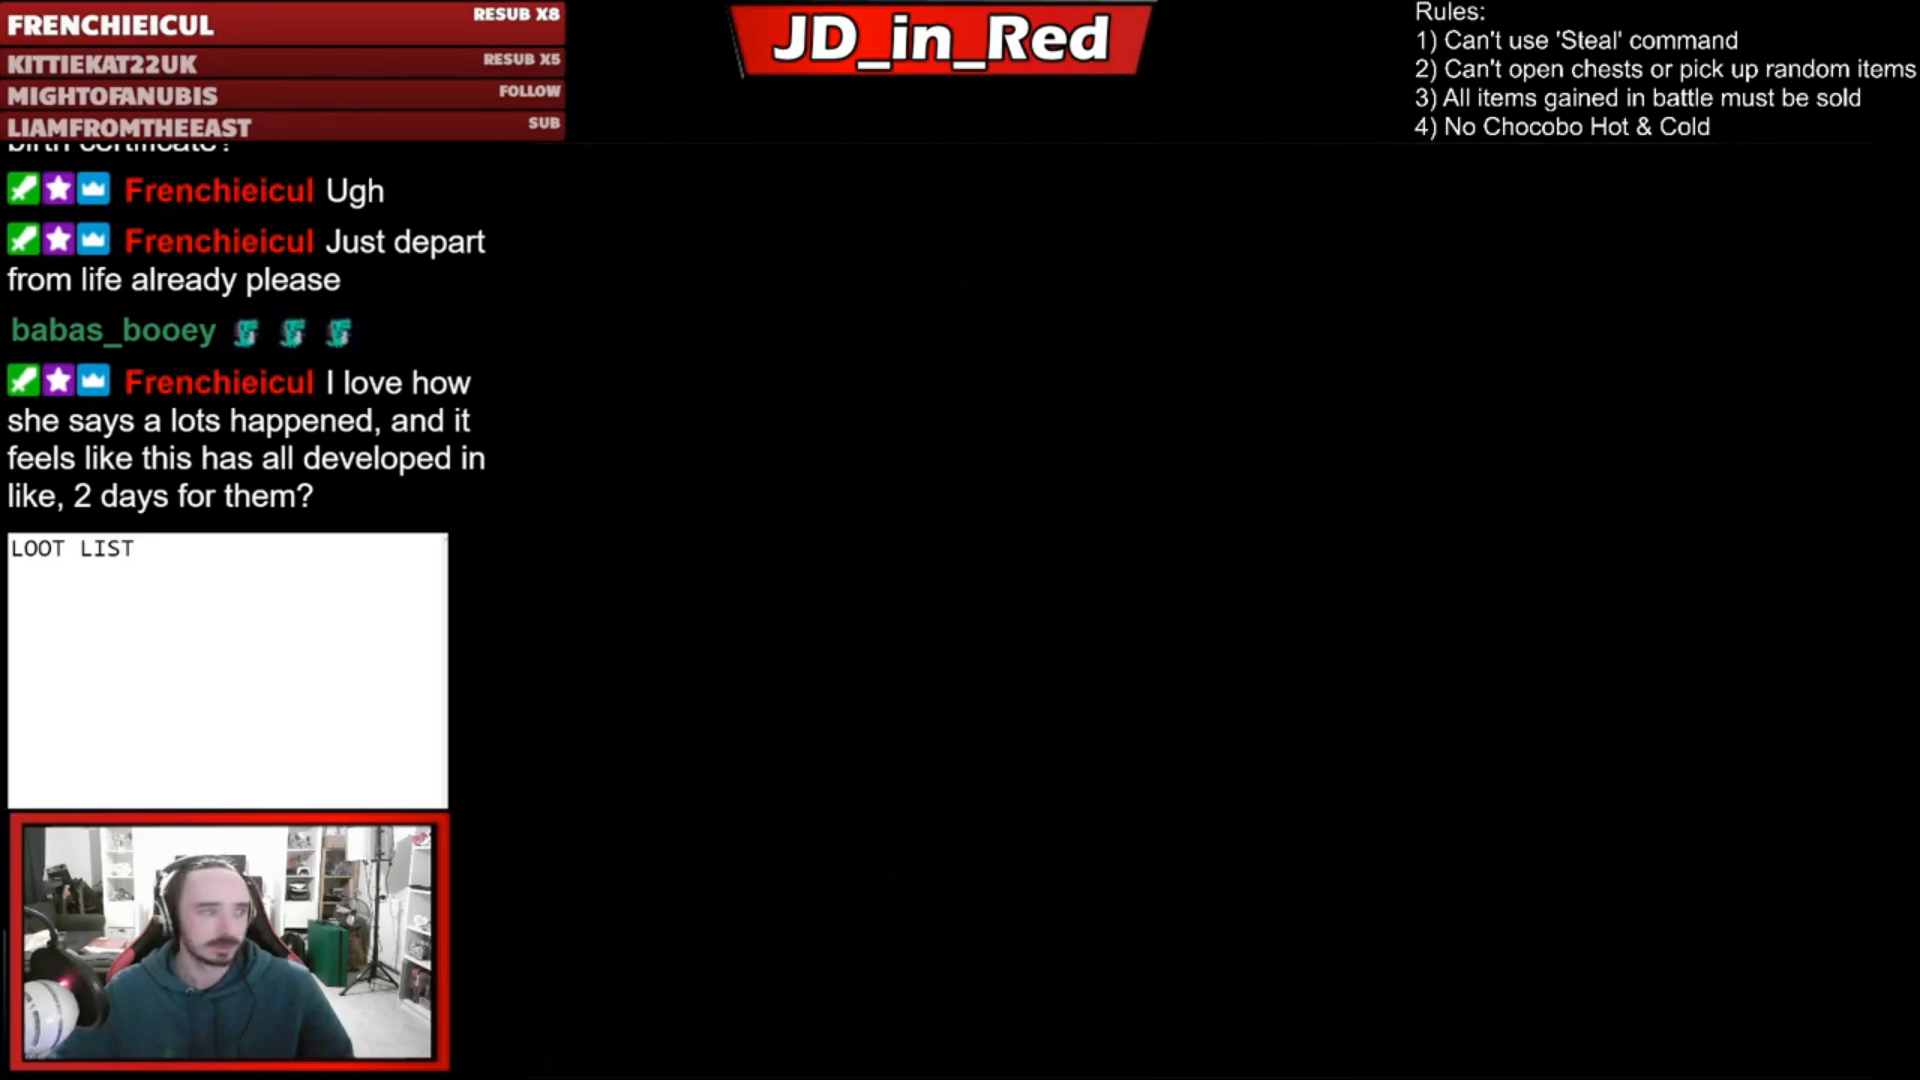 FRENCHIEICUL RESUB X8
KITTIEKAT22UK RESUB X5
MIGHTOFANUBIS FOLLOW
LIAMFROMTHEEAST SUB
JD_in_Red
Rules:
1) Can't use 'Steal' command
2) Can't open chests or pick up random items
3) All items gained in battle must be sold
4) No Chocobo Hot & Cold
birth certificate?
Frenchieicul Ugh
Frenchieicul Just depart
from life already please
babas_booey
Frenchieicul I love how
she says a lots happened, and it
feels like this has all developed in
like, 2 days for them?
LOOT LIST